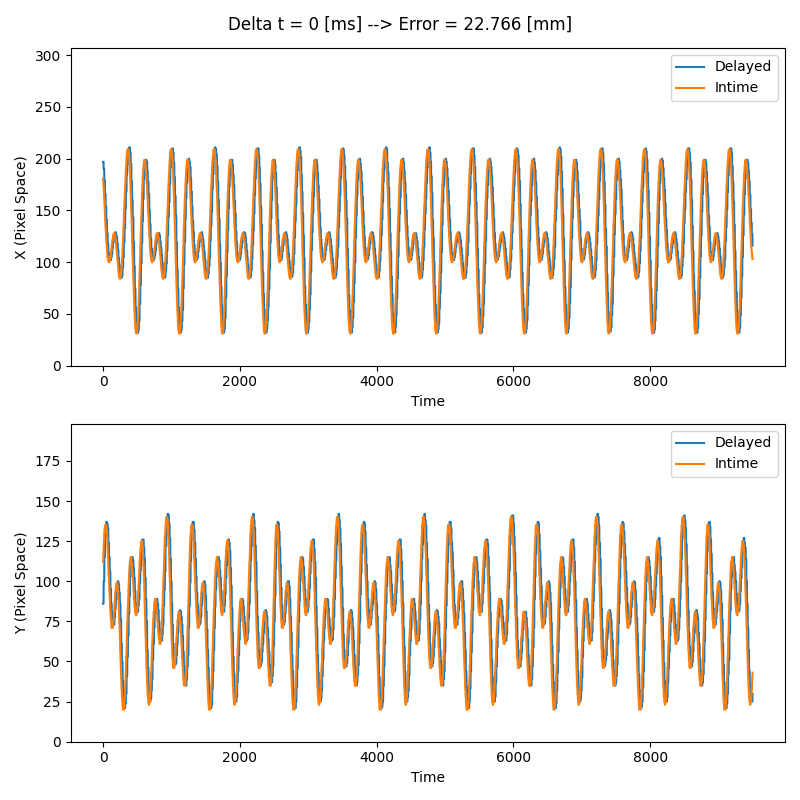 Delta t = 0 [ms] --> Error = 22.766 [mm]
300
250
200
150
100
50
0
X (Pixel Space)
Delayed
Intime
0 2000 4000 6000 8000
Time
175
150
125
100
75
50
25
0
Y (Pixel Space)
Delayed
Intime
0 2000 4000 6000 8000
Time